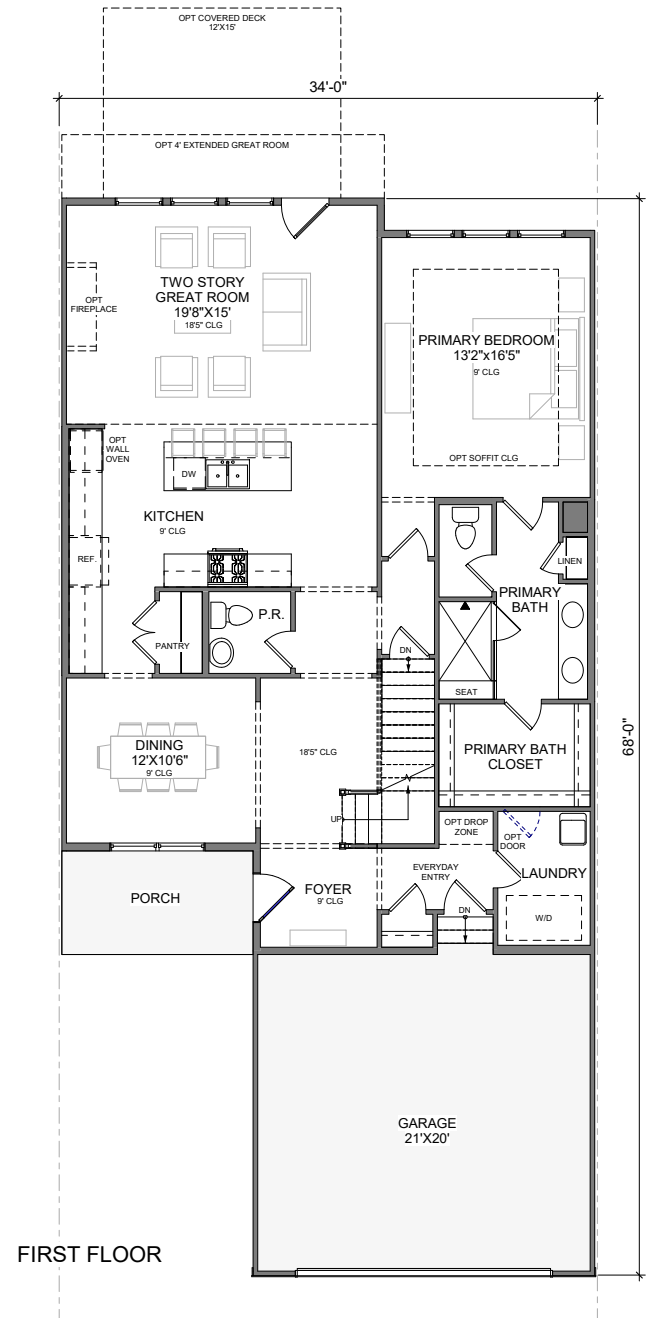 OPT COVERED DECK
12'X15'
34'-0"
OPT 4' EXTENDED GREAT ROOM
TWO STORY
GREAT ROOM
19'8"X15'
18'5" CLG
OPT
FIREPLACE
PRIMARY BEDROOM
13'2"x16'5"
9' CLG
OPT SOFFIT CLG
OPT
WALL
OVEN
DW
KITCHEN
9' CLG
REF.
LINEN
PRIMARY
BATH
P.R.
PANTRY
DN
SEAT
DINING
12'X10'6"
9' CLG
18'5" CLG
PRIMARY BATH
CLOSET
68'-0"
UP
OPT DROP
ZONE
OPT
DOOR
EVERYDAY
ENTRY
LAUNDRY
PORCH
FOYER
9' CLG
DN
W/D
GARAGE
21'X20'
FIRST FLOOR